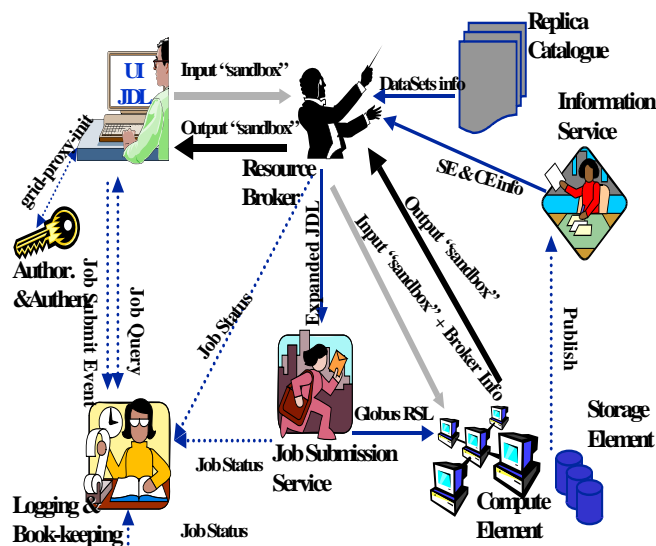 Replica
Catalogue
UI
JDL
Input “sandbox”
DataSets info
Information
Service
Output “sandbox”
grid-proxy-init
Resource
Broker
SE & CE info
Author.
&Authen.
Job Submit Event
Job Query
Job Status
Expanded JDL
Input “sandbox” + Broker Info
Output “sandbox”
Publish
Globus RSL
Storage
Element
Job Status
Job Submission
Service
Compute
Element
Logging &
Book-keeping
Job Status